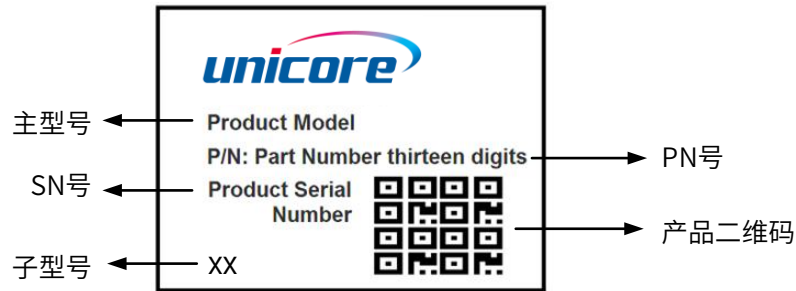 unicore
主型号
Product Model
P/N: Part Number thirteen digits
PN号
SN号
Product Serial
Number
产品二维码
子型号
XX